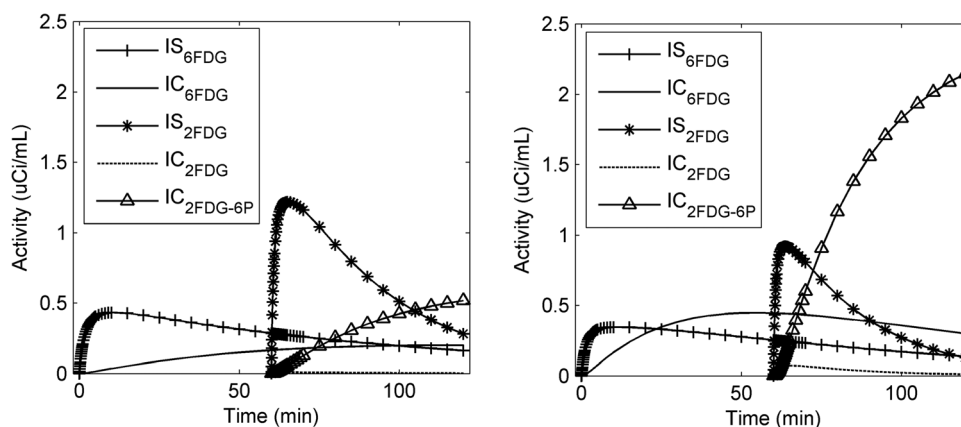 2.5
2
1.5
1
0.5
0
0
50
100
Activity (uCi/mL)
Time (min)
IS6FDG
IC6FDG
IS2FDG
IC2FDG
IC2FDG-6P
2.5
2
1.5
1
0.5
0
0
50
100
Activity (uCi/mL)
Time (min)
IS6FDG
IC6FDG
IS2FDG
IC2FDG
IC2FDG-6P